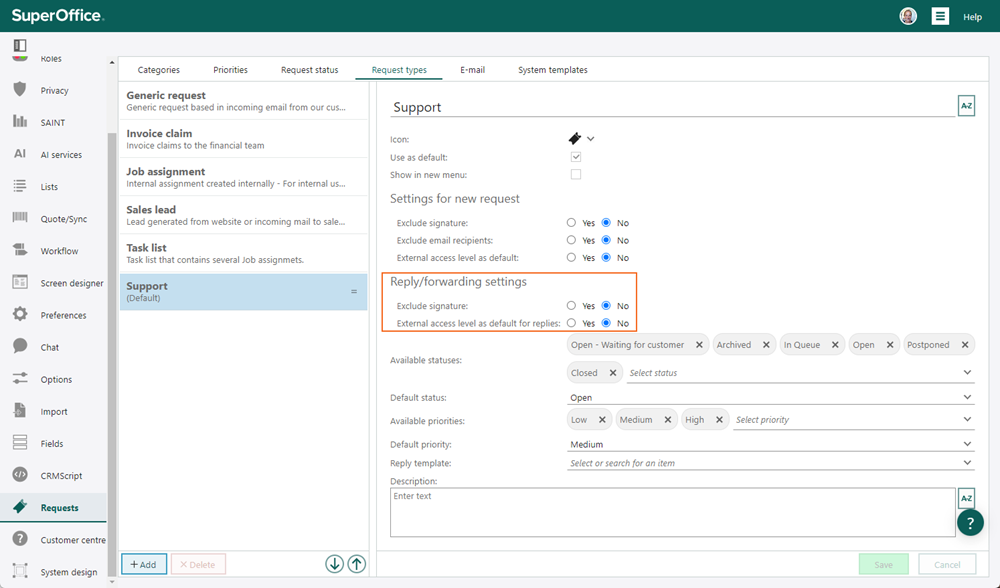 SuperOffice.
Help
Roles
Privacy
SAINT
AI AI services
Lists
Quote/Sync
Workflow
Screen designer
Preferences
Chat
Options
Import
Fields
CRMScript
Requests
? Customer centre
System design
Categories
Priorities
Request status
Request types
E-mail
System templates
Generic request
Generic request based in incoming email from our cus...
Invoice claim
Invoice claims to the financial team
Job assignment
Internal assignment created internally - For internal us...
Sales lead
Lead generated from website or incoming mail to sale...
Task list
Task list that contains several Job assignmets.
Support
(Default)
+ Add
× Delete
Support
A-Z
Icon:
Use as default:
Show in new menu:
Settings for new request
Exclude signature: Yes No
Exclude email recipients: Yes No
External access level as default: Yes No
Reply/forwarding settings
Exclude signature: Yes No
External access level as default for replies: Yes No
Available statuses:
Open - Waiting for customer × Archived × In Queue × Open × Postponed ×
Closed × Select status
Default status: Open
Available priorities: Low × Medium × High × Select priority
Default priority: Medium
Reply template: Select or search for an item
Description:
Enter text
A-Z
?
Save
Cancel